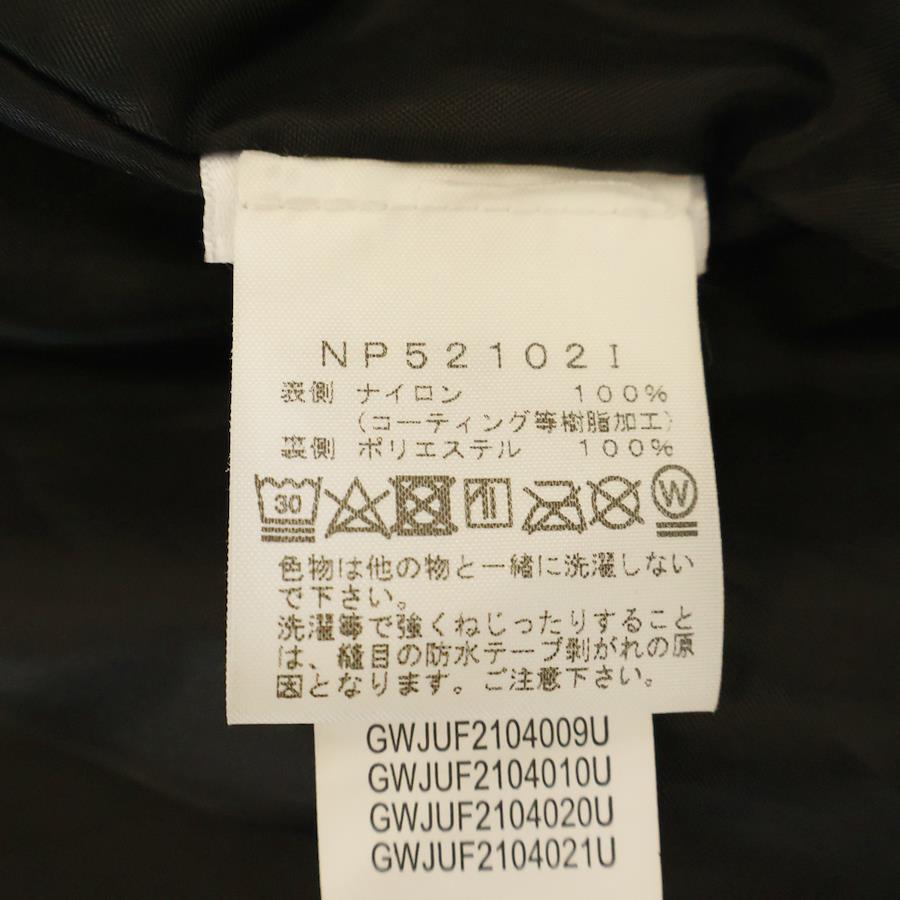 NP52102I
表側 ナイロン 100%
(コーティング等樹脂加工)
裏側 ポリエステル 100%
30 W
色物は他の物と一緒に洗濯しない
で下さい。
洗濯等で強くねじったりすること
は、縫目の防水テープ剥がれの原
因となります。ご注意下さい。
GWJUF2104009U
GWJUF2104010U
GWJUF2104020U
GWJUF2104021U